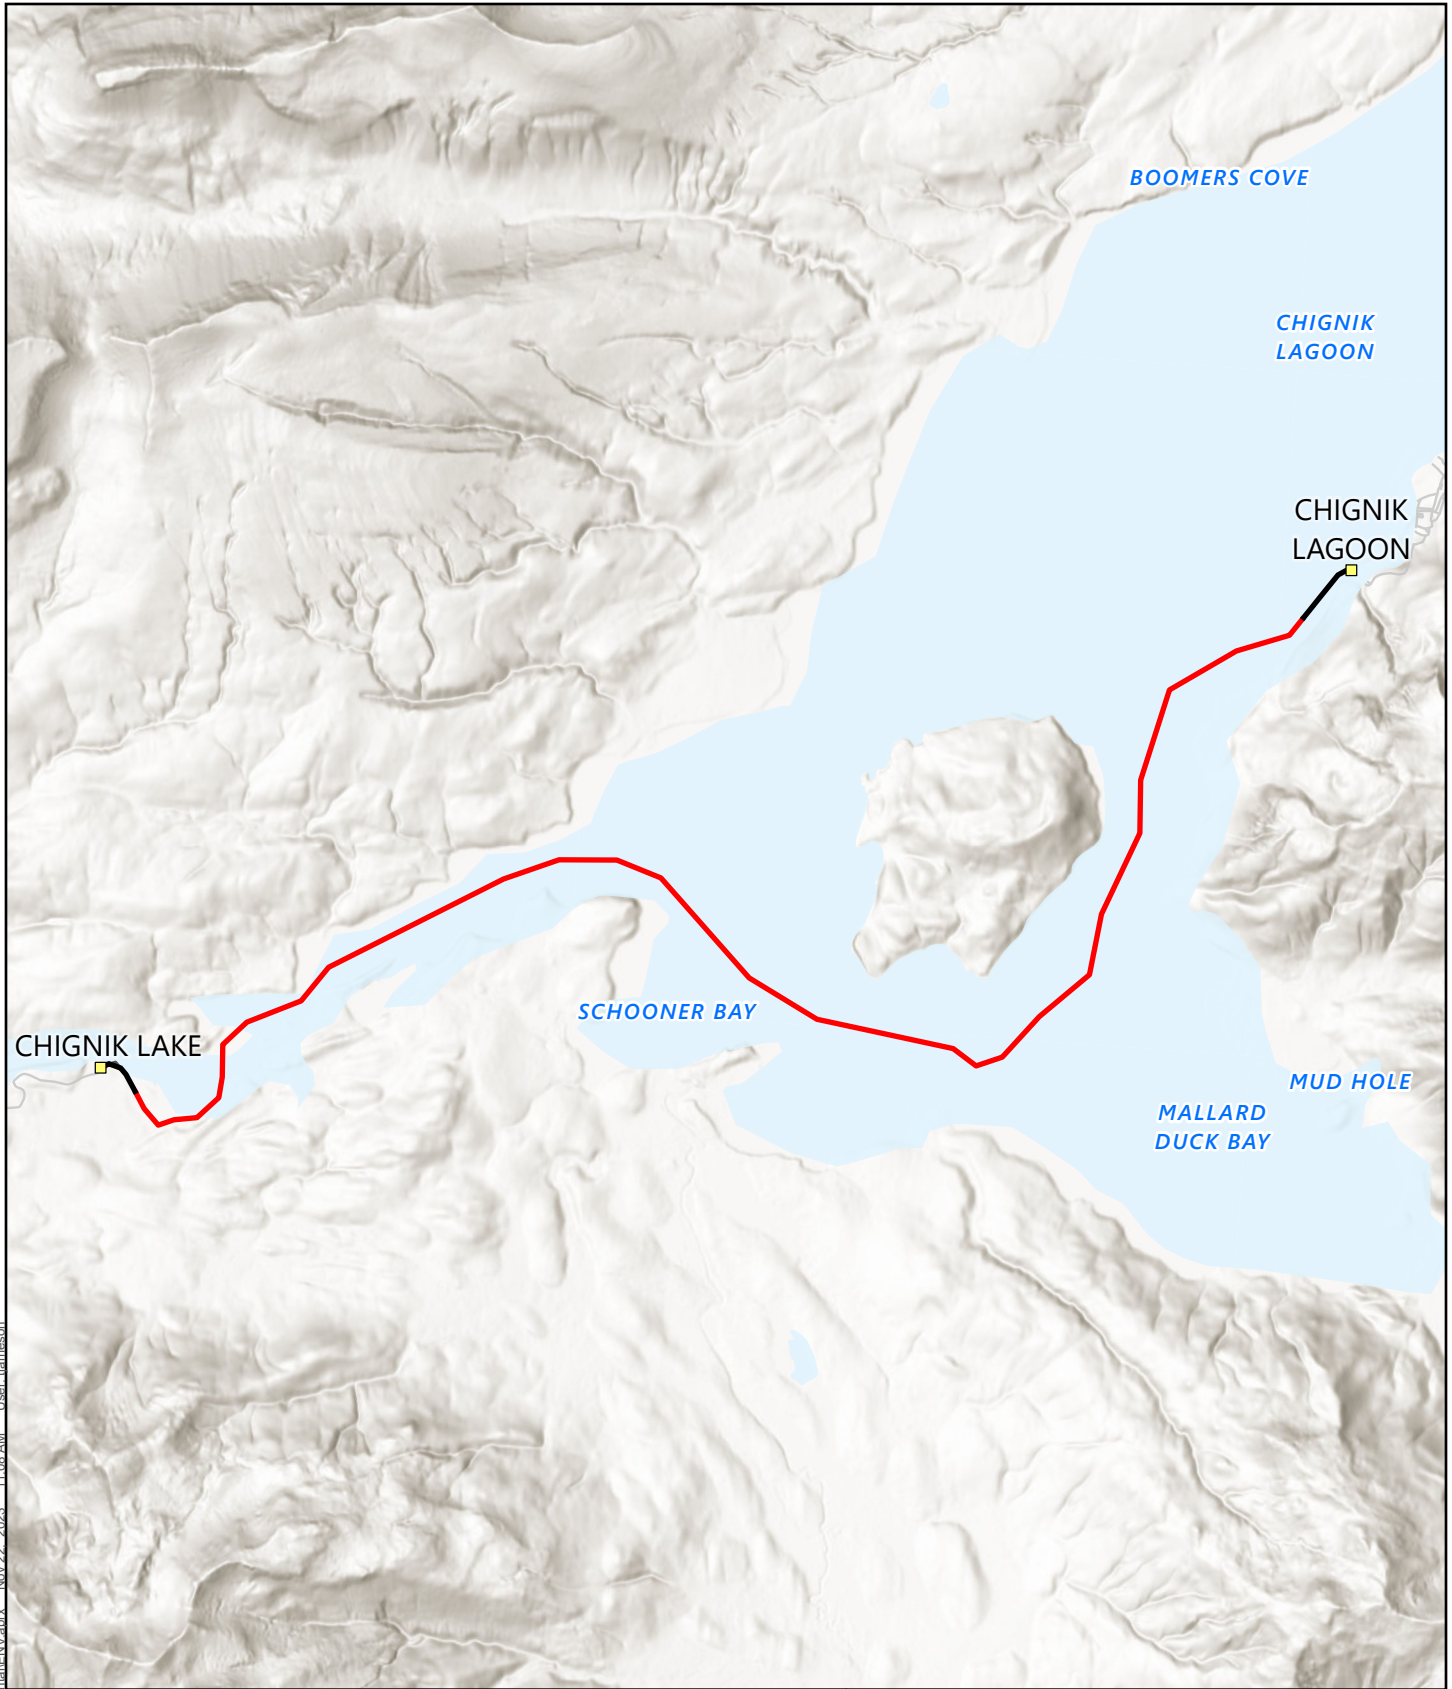 BOOMERS COVE
CHIGNIK
LAGOON
CHIGNIK
LAGOON
SCHOONER BAY
CHIGNIK LAKE
MUD HOLE
MALLARD
DUCK BAY